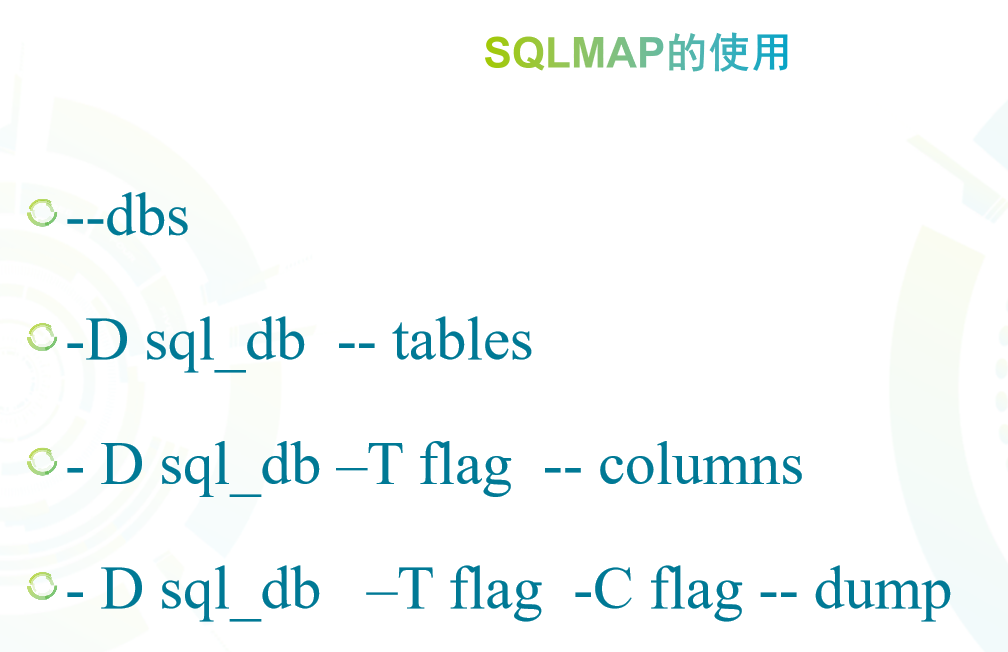 SQLMAP的使用
--dbs
-D sql_db -- tables
- D sql_db –T flag -- columns
- D sql_db –T flag -C flag -- dump